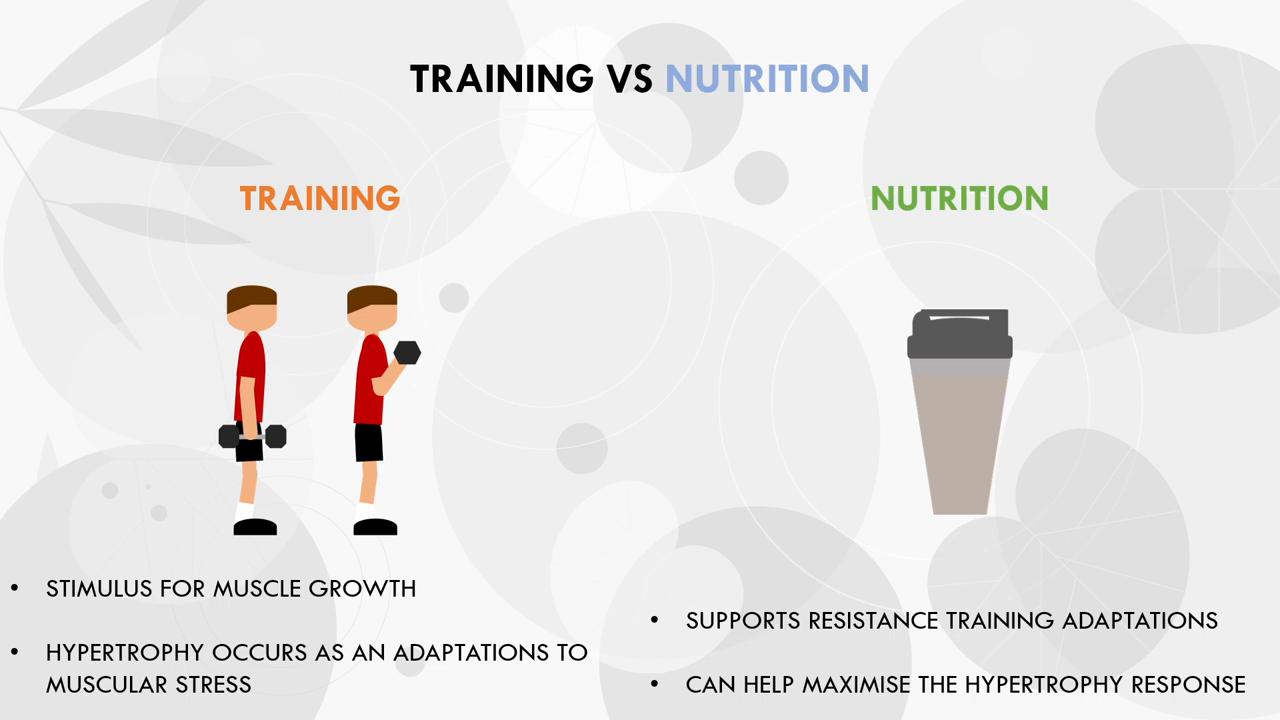 TRAINING VS NUTRITION
TRAINING
• STIMULUS FOR MUSCLE GROWTH
• HYPERTROPHY OCCURS AS AN ADAPTATIONS TO
MUSCULAR STRESS
NUTRITION
• SUPPORTS RESISTANCE TRAINING ADAPTATIONS
• CAN HELP MAXIMISE THE HYPERTROPHY RESPONSE